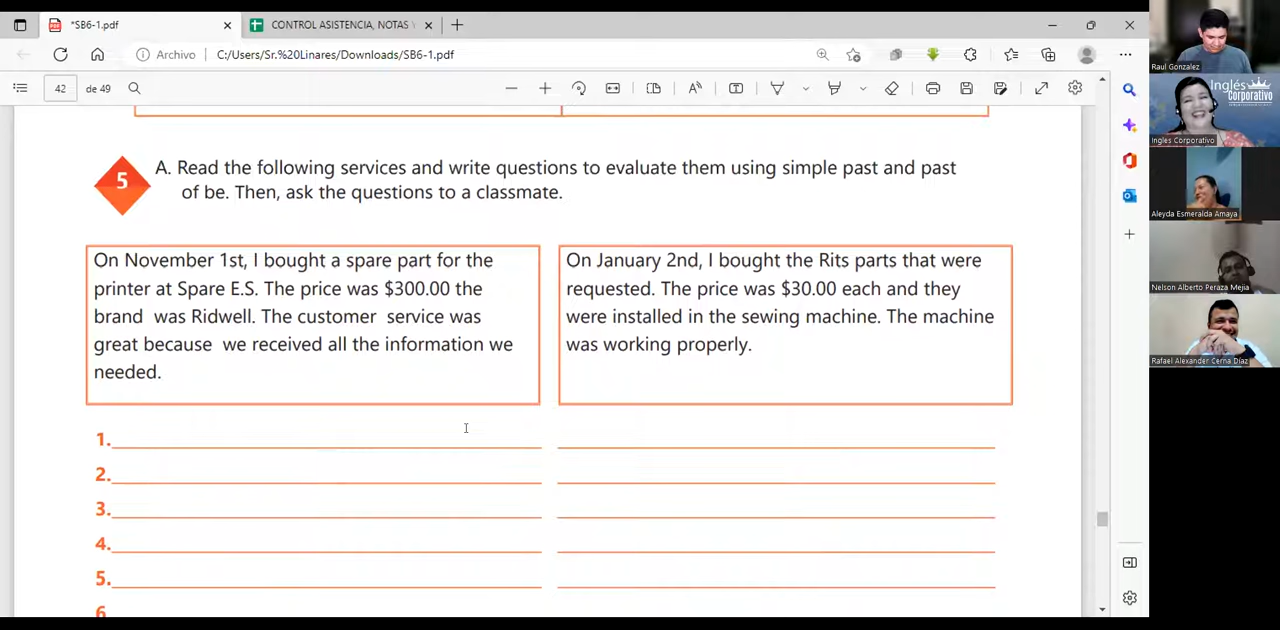 *SB6-1.pdf
CONTROL ASISTENCIA, NOTAS Y
Archivo
C:/Users/Sr.%20Linares/Downloads/SB6-1.pdf
42
de 49
5
A. Read the following services and write questions to evaluate them using simple past and past
of be. Then, ask the questions to a classmate.
On November 1st, I bought a spare part for the
printer at Spare E.S. The price was $300.00 the
brand was Ridwell. The customer service was
great because we received all the information we
needed.
On January 2nd, I bought the Rits parts that were
requested. The price was $30.00 each and they
were installed in the sewing machine. The machine
was working properly.
1.
2.
3.
4.
5.
6.
Raul Gonzalez
Inglés
Corporativo
Ingles Corporativo
Aleyda Esmeralda Amaya
Nelson Alberto Peraza Mejia
Rafael Alexander Cerna Díaz